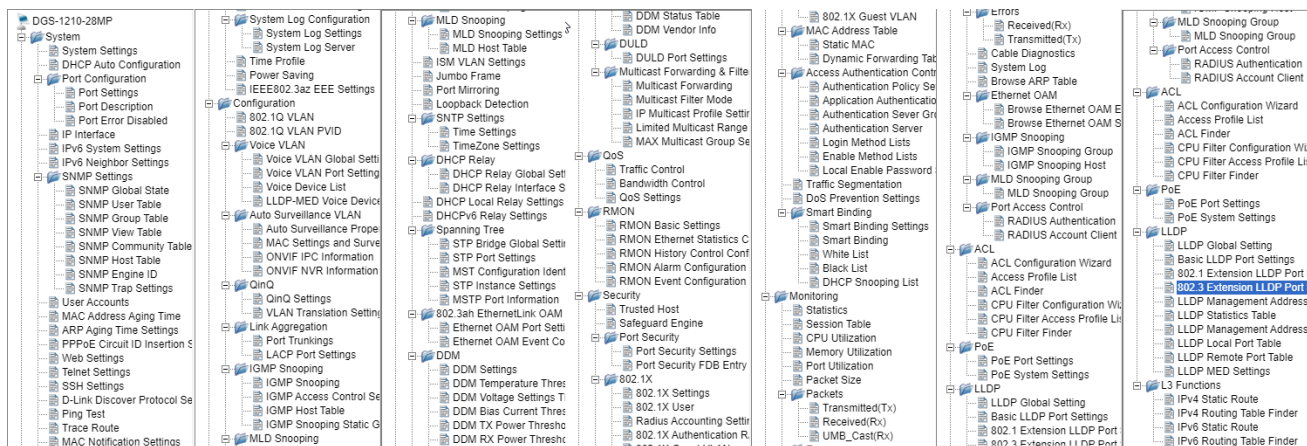 DGS-1210-28MP
System
System Settings
DHCP Auto Configuration
Port Configuration
Port Settings
Port Description
Port Error Disabled
IP Interface
IPv6 System Settings
IPv6 Neighbor Settings
SNMP Settings
SNMP Global State
SNMP User Table
SNMP Group Table
SNMP View Table
SNMP Community Table
SNMP Host Table
SNMP Engine ID
SNMP Trap Settings
User Accounts
MAC Address Aging Time
ARP Aging Time Settings
PPPoE Circuit ID Insertion S
Web Settings
Telnet Settings
SSH Settings
D-Link Discover Protocol Se
Ping Test
Trace Route
MAC Notification Settings
System Log Configuration
System Log Settings
System Log Server
Time Profile
Power Saving
IEEE802.3az EEE Settings
Configuration
802.1Q VLAN
802.1Q VLAN PVID
Voice VLAN
Voice VLAN Global Setti
Voice VLAN Port Setting
Voice Device List
LLDP-MED Voice Device
Auto Surveillance VLAN
Auto Surveillance Prope
MAC Settings and Surve
ONVIF IPC Information
ONVIF NVR Information
QinQ
QinQ Settings
VLAN Translation Setting
Link Aggregation
Port Trunkings
LACP Port Settings
IGMP Snooping
IGMP Snooping
IGMP Access Control Se
IGMP Host Table
IGMP Snooping Static G
MLD Snooping
MLD Snooping
MLD Snooping Settings
MLD Host Table
ISM VLAN Settings
Jumbo Frame
Port Mirroring
Loopback Detection
SNTP Settings
Time Settings
TimeZone Settings
DHCP Relay
DHCP Relay Global Sett
DHCP Relay Interface S
DHCP Local Relay Settings
DHCPv6 Relay Settings
Spanning Tree
STP Bridge Global Settin
STP Port Settings
MST Configuration Ident
STP Instance Settings
MSTP Port Information
802.3ah EthernetLink OAM
Ethernet OAM Port Setti
Ethernet OAM Event Co
DDM
DDM Settings
DDM Temperature Thres
DDM Voltage Settings T
DDM Bias Current Thres
DDM TX Power Thresho
DDM RX Power Thresho
DDM Status Table
DDM Vendor Info
DULD
DULD Port Settings
Multicast Forwarding & Filte
Multicast Forwarding
Multicast Filter Mode
IP Multicast Profile Settin
Limited Multicast Range
MAX Multicast Group Se
QoS
Traffic Control
Bandwidth Control
QoS Settings
RMON
RMON Basic Settings
RMON Ethernet Statistics C
RMON History Control Conf
RMON Alarm Configuration
RMON Event Configuration
Security
Trusted Host
Safeguard Engine
Port Security
Port Security Settings
Port Security FDB Entry
802.1X
802.1X Settings
802.1X User
Radius Accounting Settin
802.1X Authentication R
802.1X Guest VLAN
MAC Address Table
Static MAC
Dynamic Forwarding Tab
Access Authentication Contr
Authentication Policy Se
Application Authenticatio
Authentication Sever Gro
Authentication Server
Login Method Lists
Enable Method Lists
Local Enable Password
Traffic Segmentation
DoS Prevention Settings
Smart Binding
Smart Binding Settings
Smart Binding
White List
Black List
DHCP Snooping List
Monitoring
Statistics
Session Table
CPU Utilization
Memory Utilization
Port Utilization
Packet Size
Packets
Transmitted(Tx)
Received(Rx)
UMB_Cast(Rx)
Errors
Received(Rx)
Transmitted(Tx)
Cable Diagnostics
System Log
Browse ARP Table
Ethernet OAM
Browse Ethernet OAM E
Browse Ethernet OAM S
IGMP Snooping
IGMP Snooping Group
IGMP Snooping Host
MLD Snooping Group
MLD Snooping Group
Port Access Control
RADIUS Authentication
RADIUS Account Client
ACL
ACL Configuration Wizard
Access Profile List
ACL Finder
CPU Filter Configuration Wiz
CPU Filter Access Profile Lis
CPU Filter Finder
PoE
PoE Port Settings
PoE System Settings
LLDP
LLDP Global Setting
Basic LLDP Port Settings
802.1 Extension LLDP Port
802.3 Extension LLDP Port
MLD Snooping Group
MLD Snooping Group
Port Access Control
RADIUS Authentication
RADIUS Account Client
ACL
ACL Configuration Wizard
Access Profile List
ACL Finder
CPU Filter Configuration Wi
CPU Filter Access Profile Lis
CPU Filter Finder
PoE
PoE Port Settings
PoE System Settings
LLDP
LLDP Global Setting
Basic LLDP Port Settings
802.1 Extension LLDP Port
802.3 Extension LLDP Port
LLDP Management Address
LLDP Statistics Table
LLDP Management Address
LLDP Local Port Table
LLDP Remote Port Table
LLDP MED Settings
L3 Functions
IPv4 Static Route
IPv4 Routing Table Finder
IPv6 Static Route
IPv6 Routing Table Finder